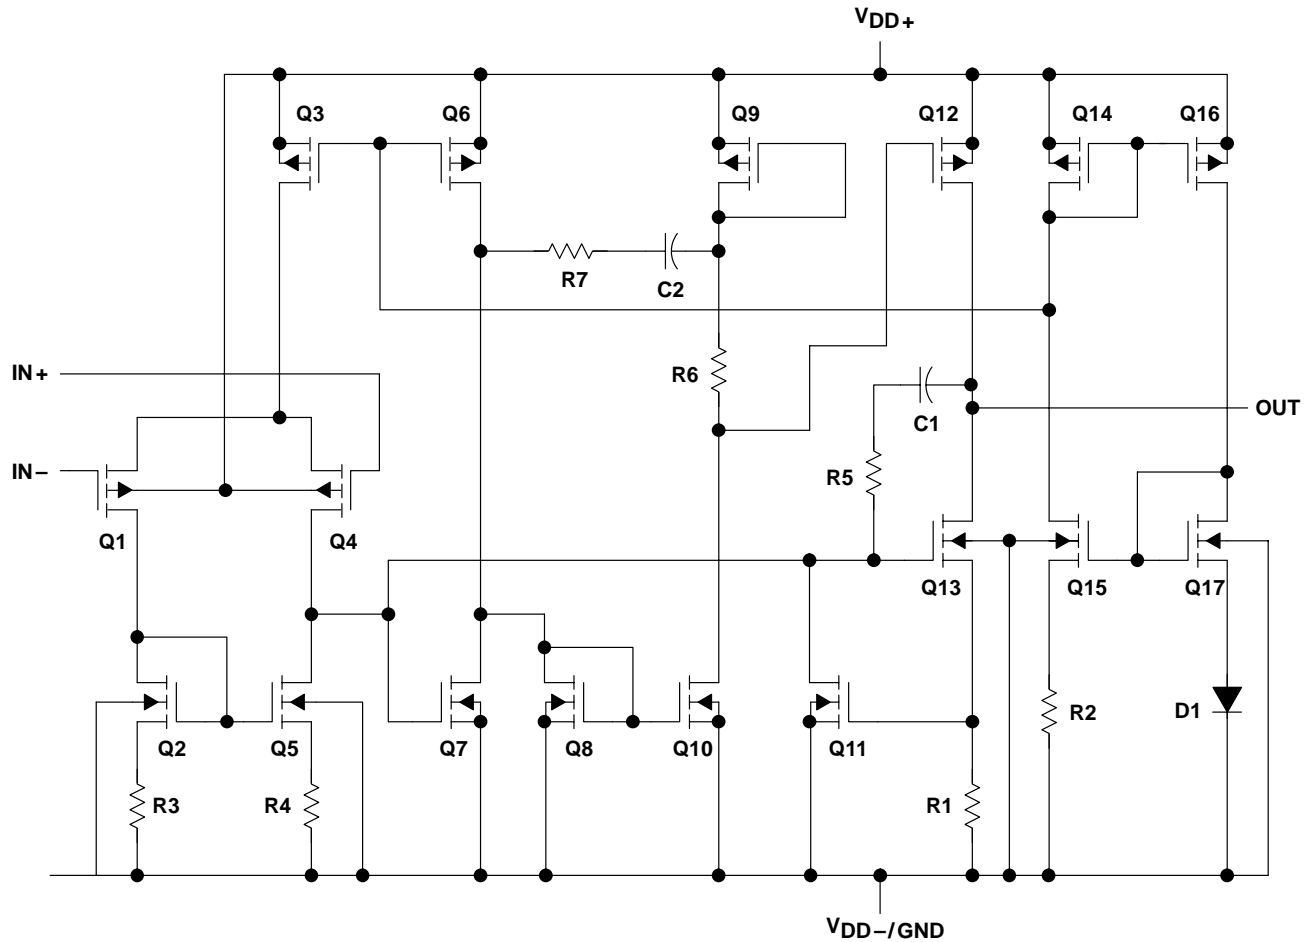 VDD+
Q3
Q6
Q9
Q12
Q14
Q16
R7
C2
IN+
R6
OUT
C1
IN−
R5
Q1
Q4
Q13
Q15
Q17
R2
D1
Q2
Q5
Q7
Q8
Q10
Q11
R3
R4
R1
VDD−/GND